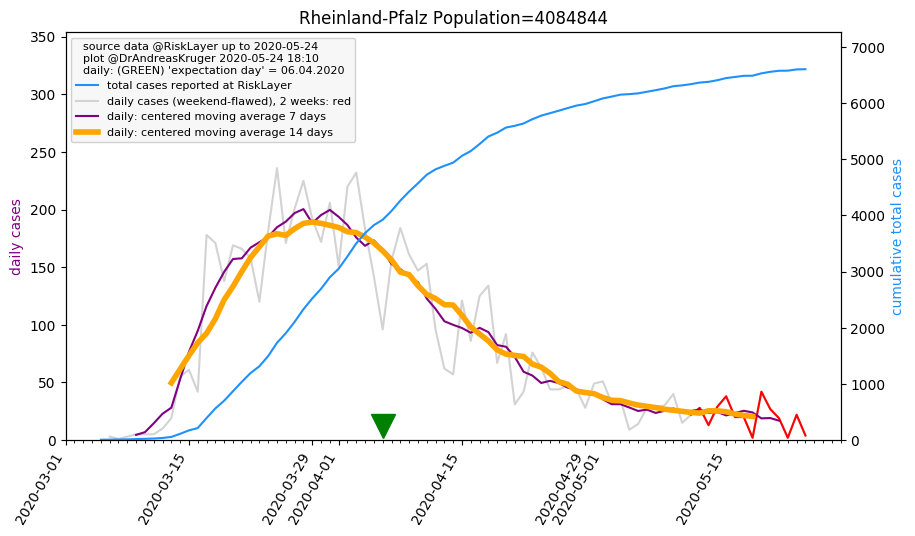 Rheinland-Pfalz Population=4084844
source data @RiskLayer up to 2020-05-24
plot @DrAndreasKruger 2020-05-24 18:10
daily: (GREEN) 'expectation day' = 06.04.2020
total cases reported at RiskLayer
daily cases (weekend-flawed), 2 weeks: red
daily: centered moving average 7 days
daily: centered moving average 14 days
daily cases
350
300
250
200
150
100
50
0
7000
6000
5000
4000
3000
2000
1000
0
cumulative total cases
2020-03-01
2020-03-15
2020-03-29
2020-04-01
2020-04-15
2020-04-29
2020-05-01
2020-05-15